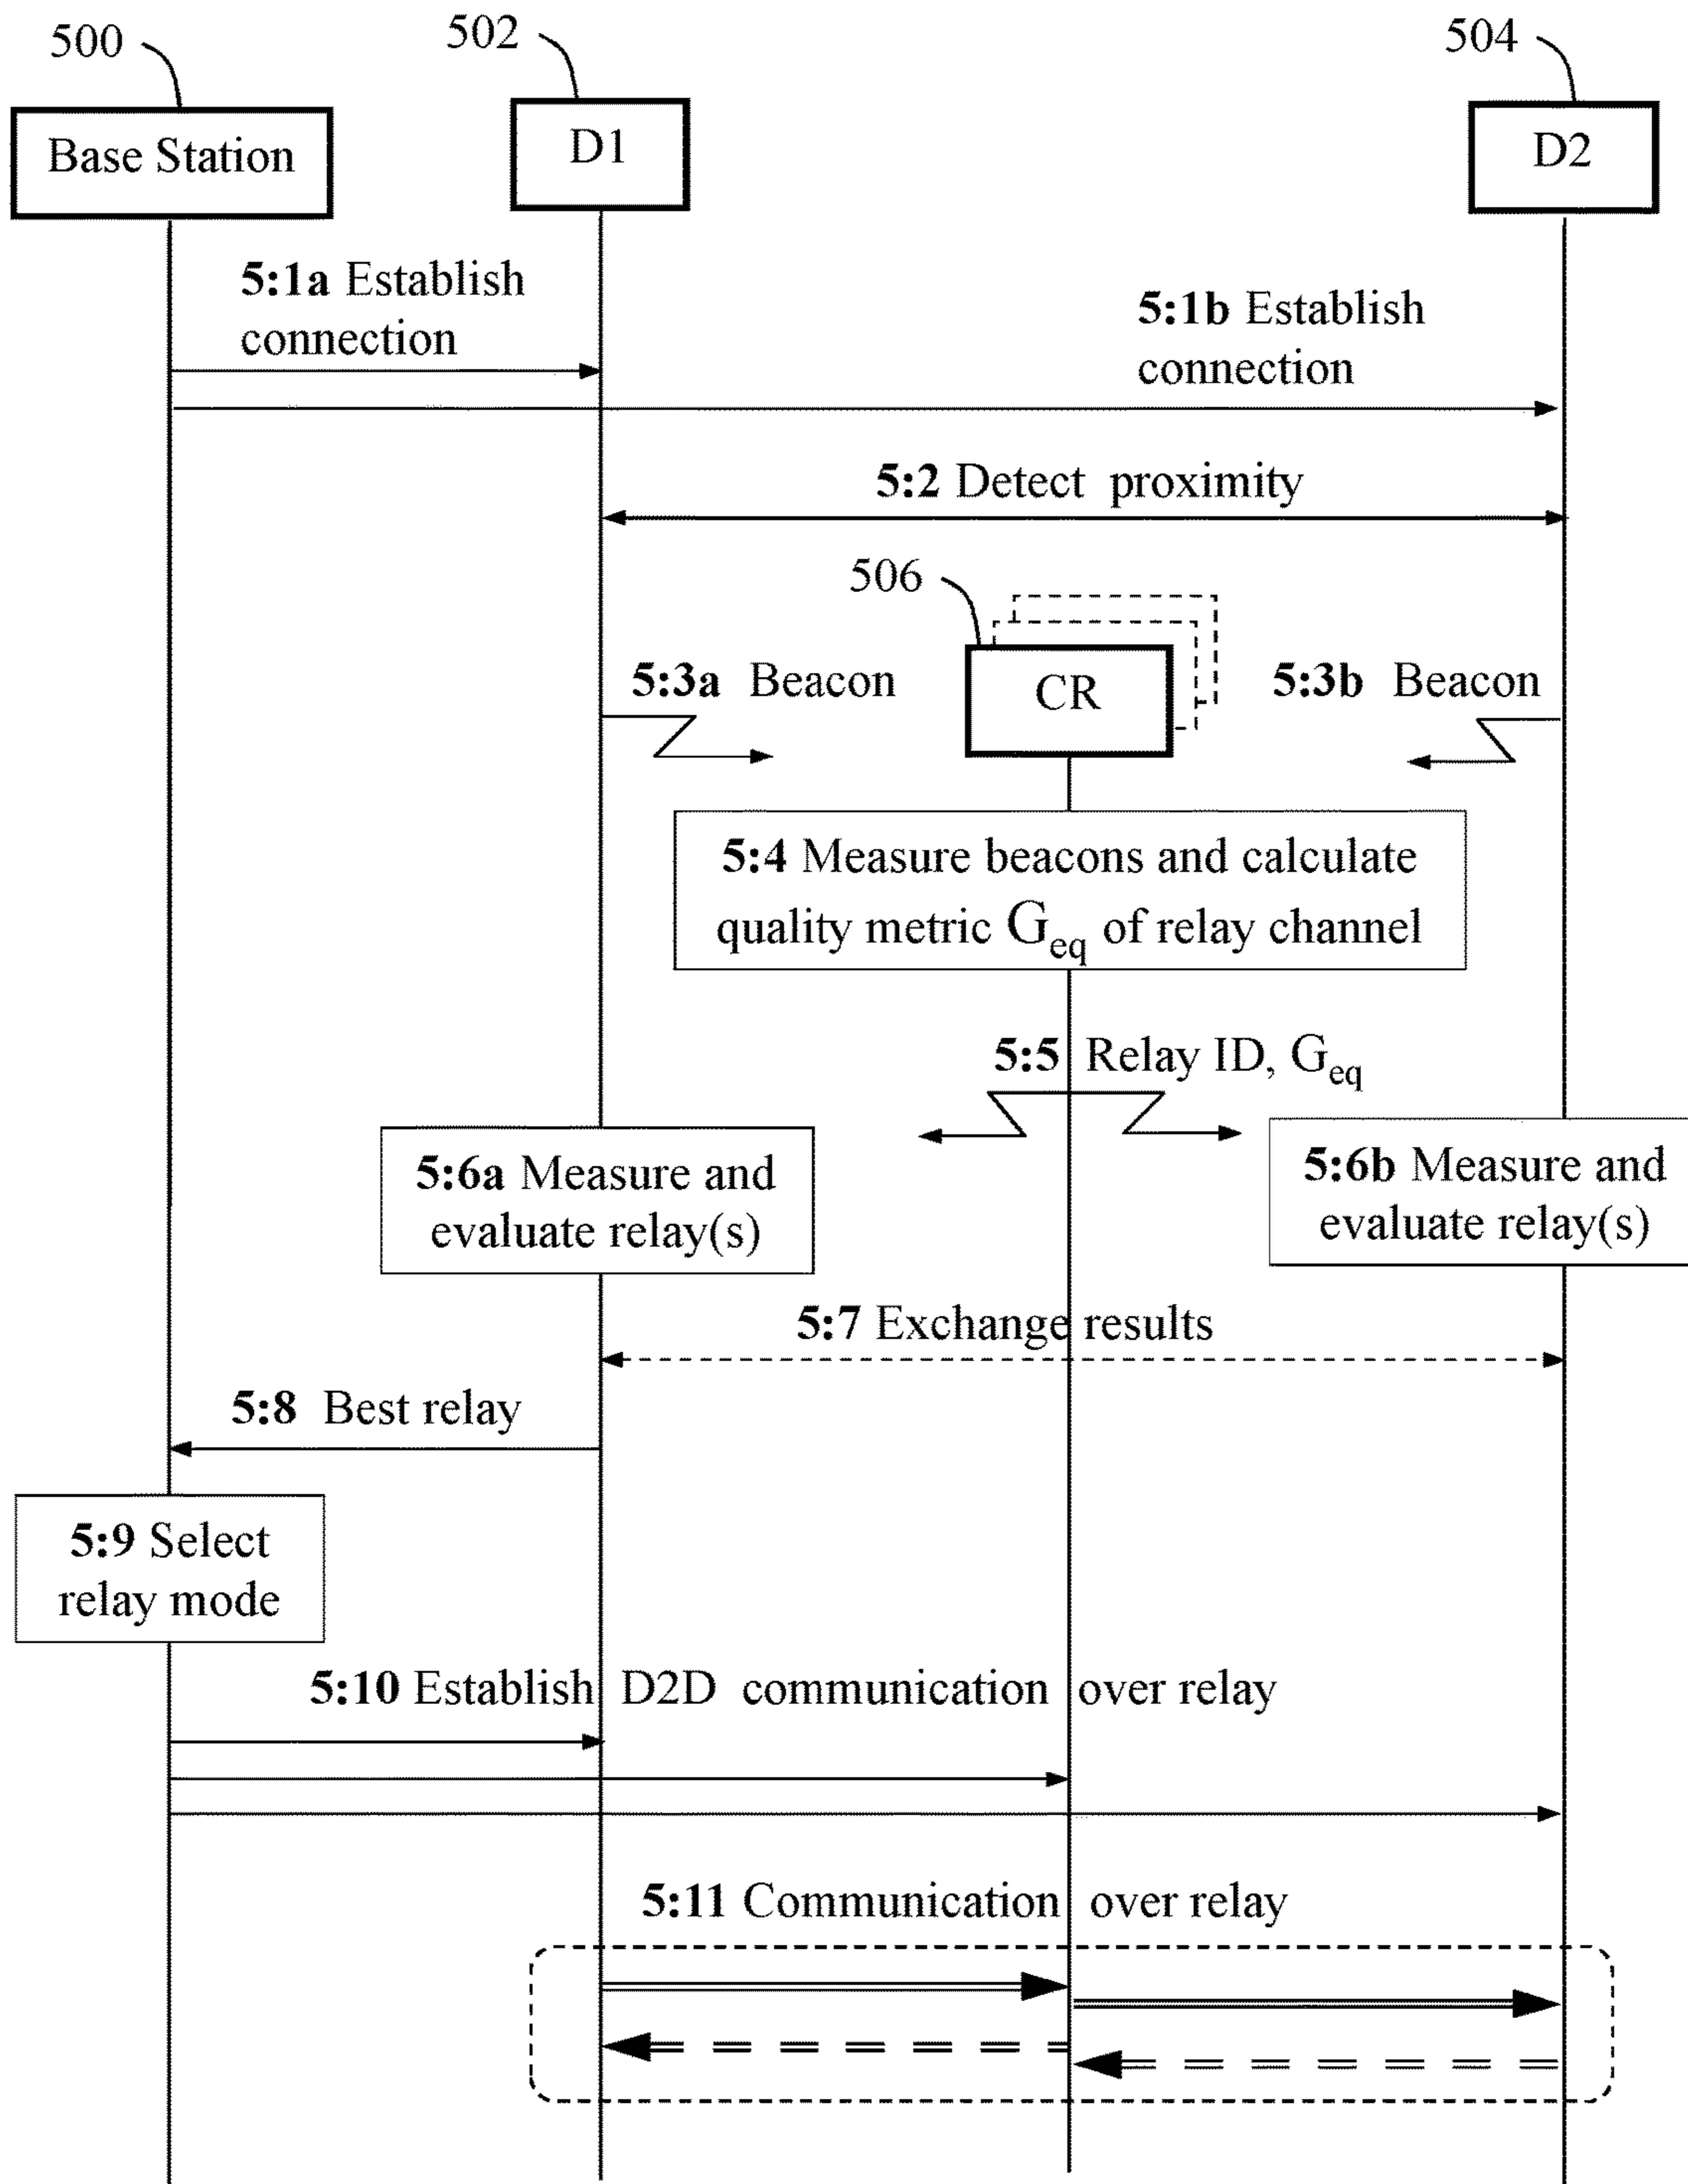 500
502
504
Base Station
D1
D2
5:1a Establish
connection
5:1b Establish
connection
5:2 Detect proximity
506
CR
5:3a Beacon
5:3b Beacon
5:4 Measure beacons and calculate
quality metric Geq of relay channel
5:5 Relay ID, Geq
5:6a Measure and
evaluate relay(s)
5:6b Measure and
evaluate relay(s)
5:7 Exchange results
5:8 Best relay
5:9 Select
relay mode
5:10 Establish D2D communication over relay
5:11 Communication over relay